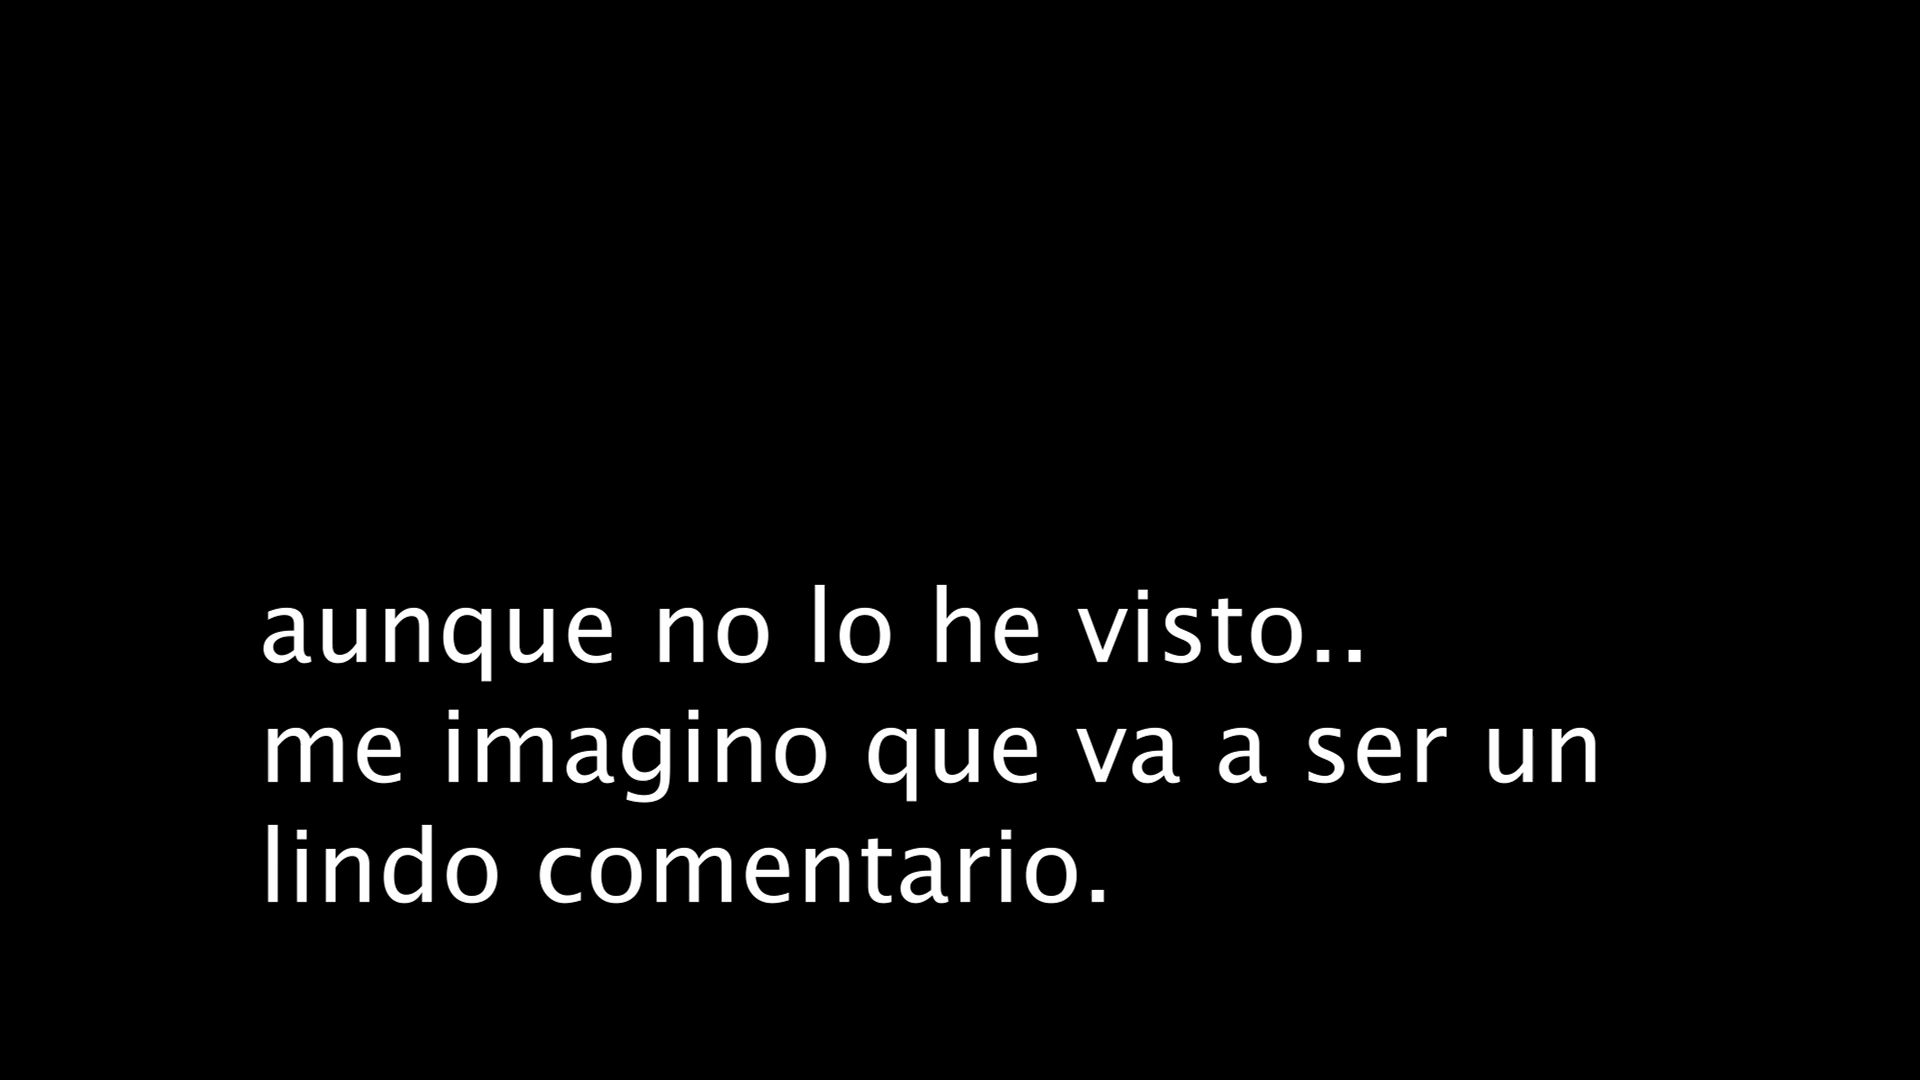 aunque no lo he visto..
me imagino que va a ser un
lindo comentario.